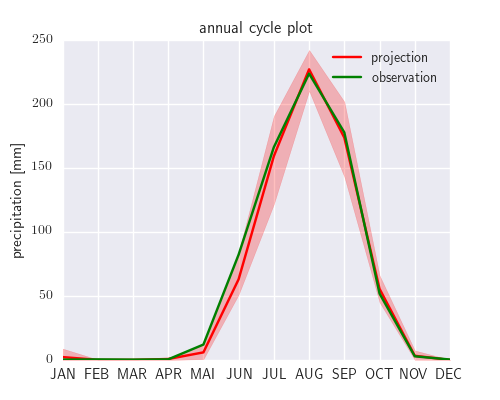 annual cycle plot
projection
observation
precipitation [mm]
250
200
150
100
50
0
JAN FEB MAR APR MAI JUN JUL AUG SEP OCT NOV DEC